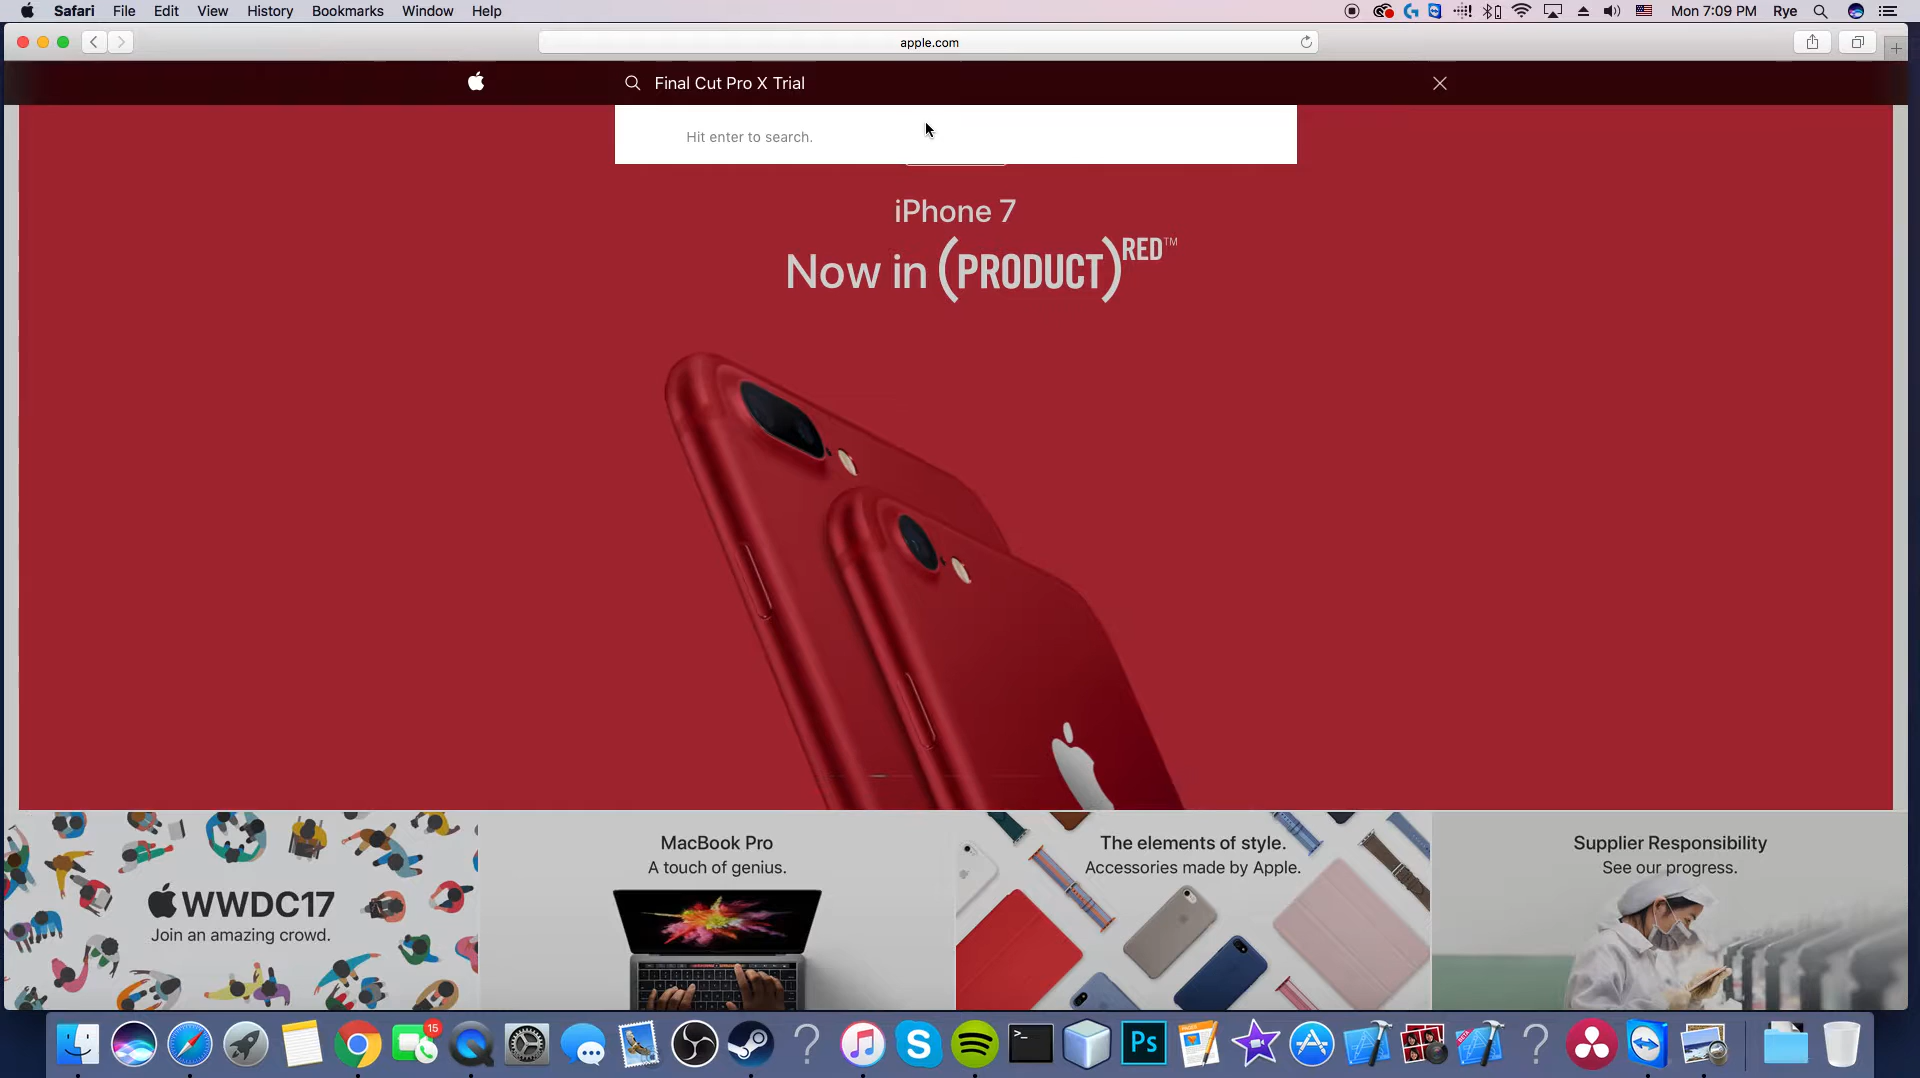 Safari File Edit View History Bookmarks Window Help
Mon 7:09 PM Rye
apple.com
Final Cut Pro X Trial
Hit enter to search.
iPhone 7
Now in (PRODUCT)RED™
WWDC17
Join an amazing crowd.
MacBook Pro
A touch of genius.
The elements of style.
Accessories made by Apple.
Supplier Responsibility
See our progress.
15
Ps